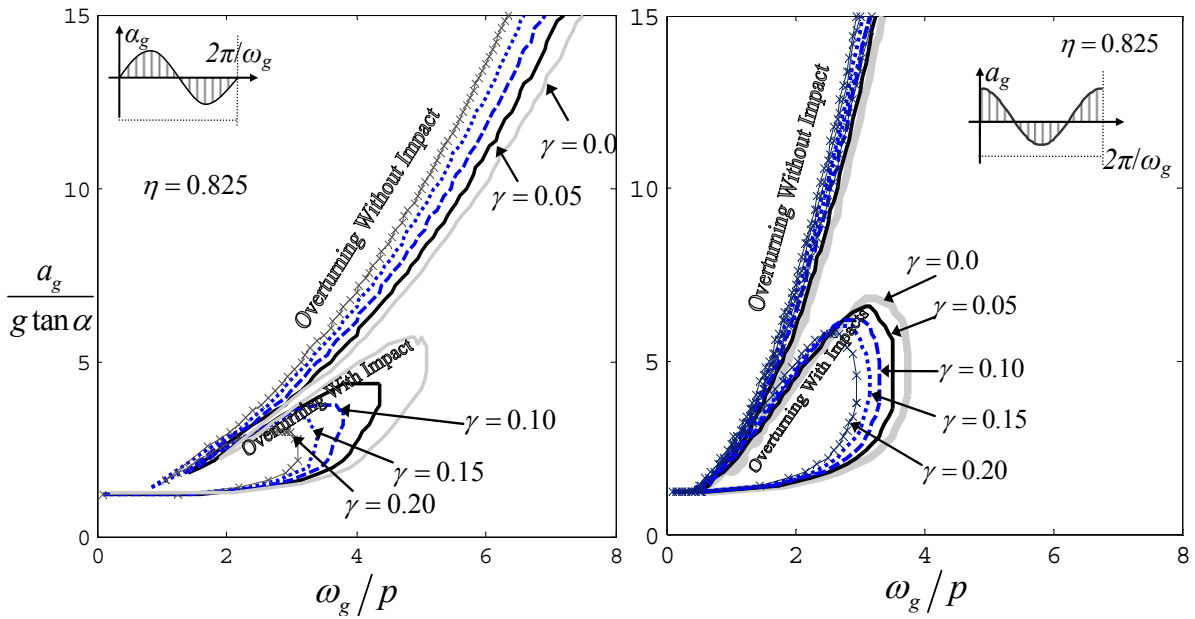 15
α_g
2π/ω_g
η = 0.825
Overturning Without Impact
γ = 0.0
γ = 0.05
10
a_g
g tan α
5
Overturning With Impact
γ = 0.10
γ = 0.15
γ = 0.20
0
0 2 4 6 8
ω_g/p
15
η = 0.825
a_g
2π/ω_g
Overturning Without Impact
10
γ = 0.0
γ = 0.05
5
Overturning With Impacts
γ = 0.10
γ = 0.15
γ = 0.20
0
0 2 4 6 8
ω_g/p